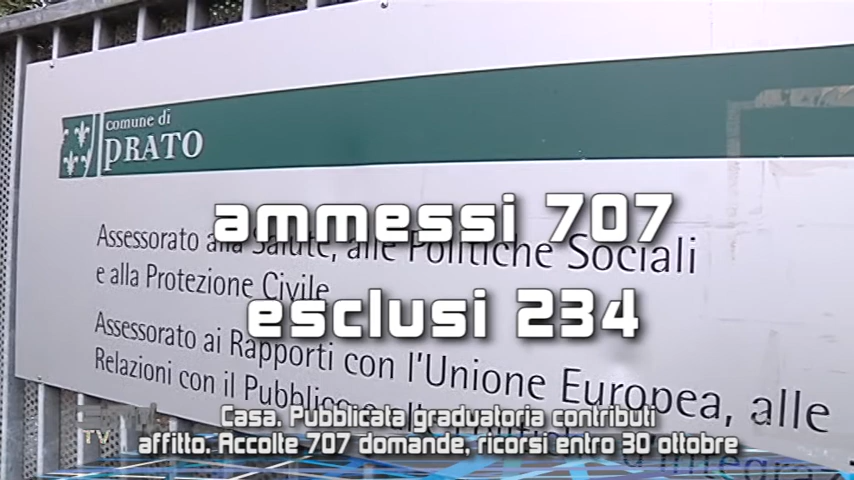 comune di
PRATO
ammessi 707
Assessorato alla Salute, alle Politiche Sociali
e alla Protezione Civile
esclusi 234
Assessorato ai Rapporti con l'Unione Europea, alle
Relazioni con il Pubblico e
Casa. Pubblicata graduatoria contributi
affitto. Accolte 707 domande, ricorsi entro 30 ottobre
TV